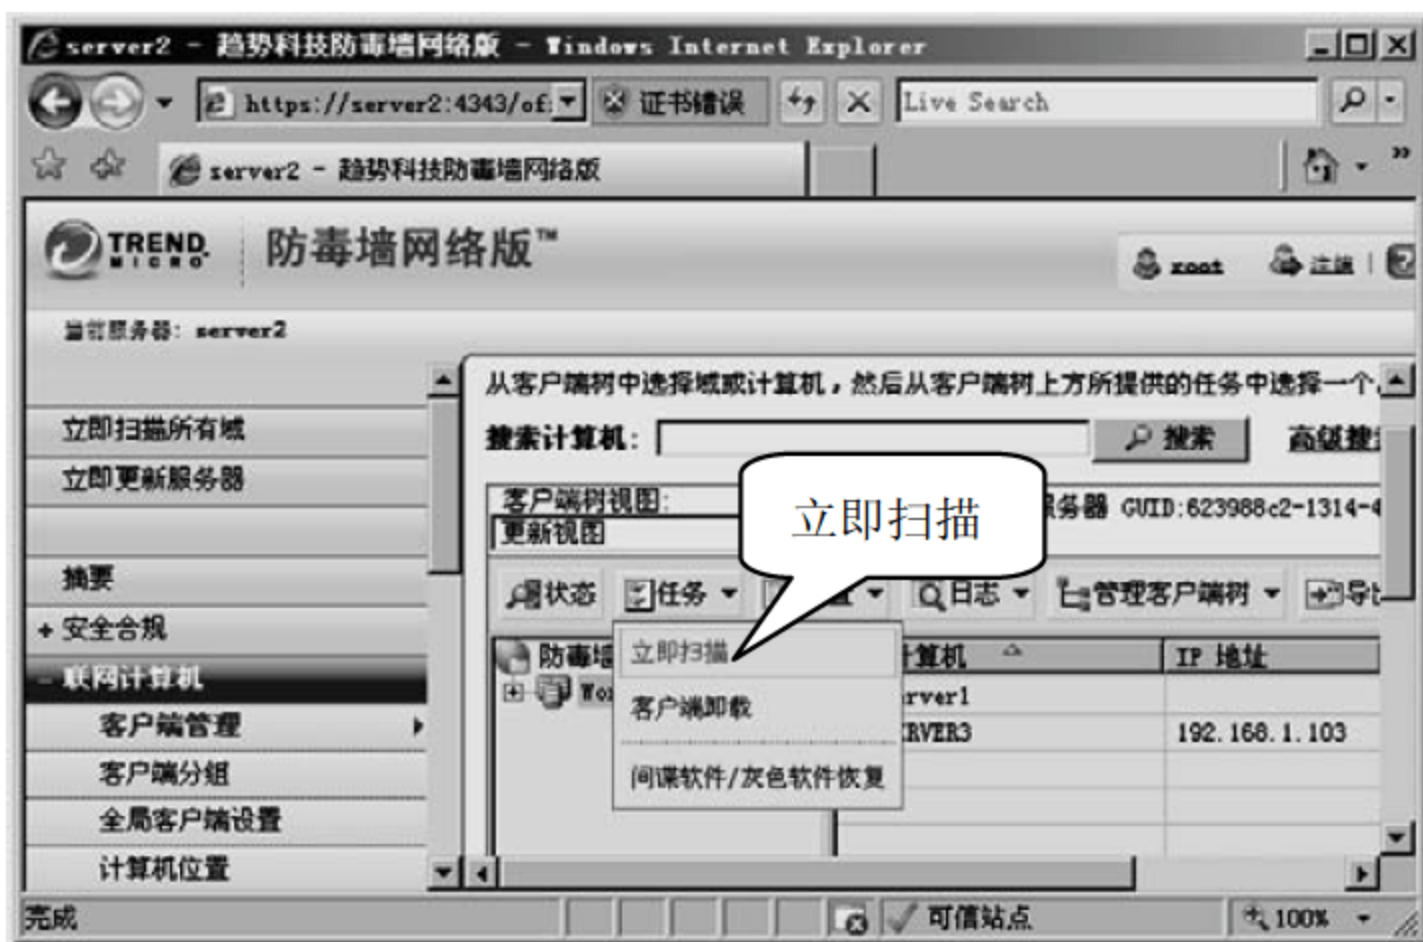 server2 - 趋势科技防毒墙网络版 - Windows Internet Explorer
https://server2:4343/of: 证书错误 Live Search
server2 - 趋势科技防毒墙网络版
TREND MICRO 防毒墙网络版™
root 注销
当前服务器: server2
从客户端树中选择域或计算机，然后从客户端树上方所提供的任务中选择一个
立即扫描所有域
搜索计算机: 搜索 高级搜
立即更新服务器
立即扫描
客户端树视图: 务器 GUID:623988c2-1314-4
更新视图
摘要
状态 任务 日志 管理客户端树 导
+ 安全合规
防毒墙 立即扫描 算机 IP 地址
- 联网计算机
Wo 客户端卸载 rver1
客户端管理
RVER3 192.168.1.103
客户端分组
间谍软件/灰色软件恢复
全局客户端设置
计算机位置
完成 可信站点 100%